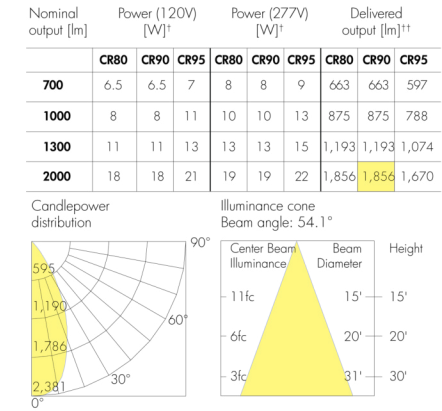 Nominal output [lm] Power (120V) [W]† Power (277V) [W]† Delivered output [lm]††
CR80 CR90 CR95 CR80 CR90 CR95 CR80 CR90 CR95
700 6.5 6.5 7 8 8 9 663 663 597
1000 8 8 11 10 10 13 875 875 788
1300 11 11 13 13 13 15 1,193 1,193 1,074
2000 18 18 21 19 19 22 1,856 1,856 1,670
Candlepower
distribution
90°
595
1,190
60°
1,786
30°
2,381
0°
Illuminance cone
Beam angle: 54.1°
Center Beam Illuminance Beam Diameter Height
11fc 15' 15'
6fc 20' 20'
3fc 31' 30'